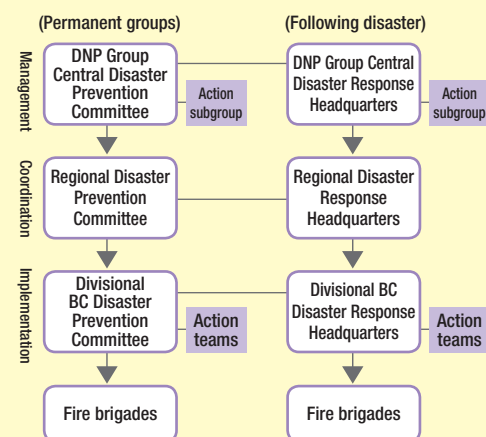 (Permanent groups)
(Following disaster)
Management
DNP Group
Central Disaster
Prevention
Committee
Action
subgroup
DNP Group Central
Disaster Response
Headquarters
Action
subgroup
Coordination
Regional Disaster
Prevention
Committee
Regional Disaster
Response
Headquarters
Implementation
Divisional
BC Disaster
Prevention
Committee
Action
teams
Divisional BC
Disaster Response
Headquarters
Action
teams
Fire brigades
Fire brigades